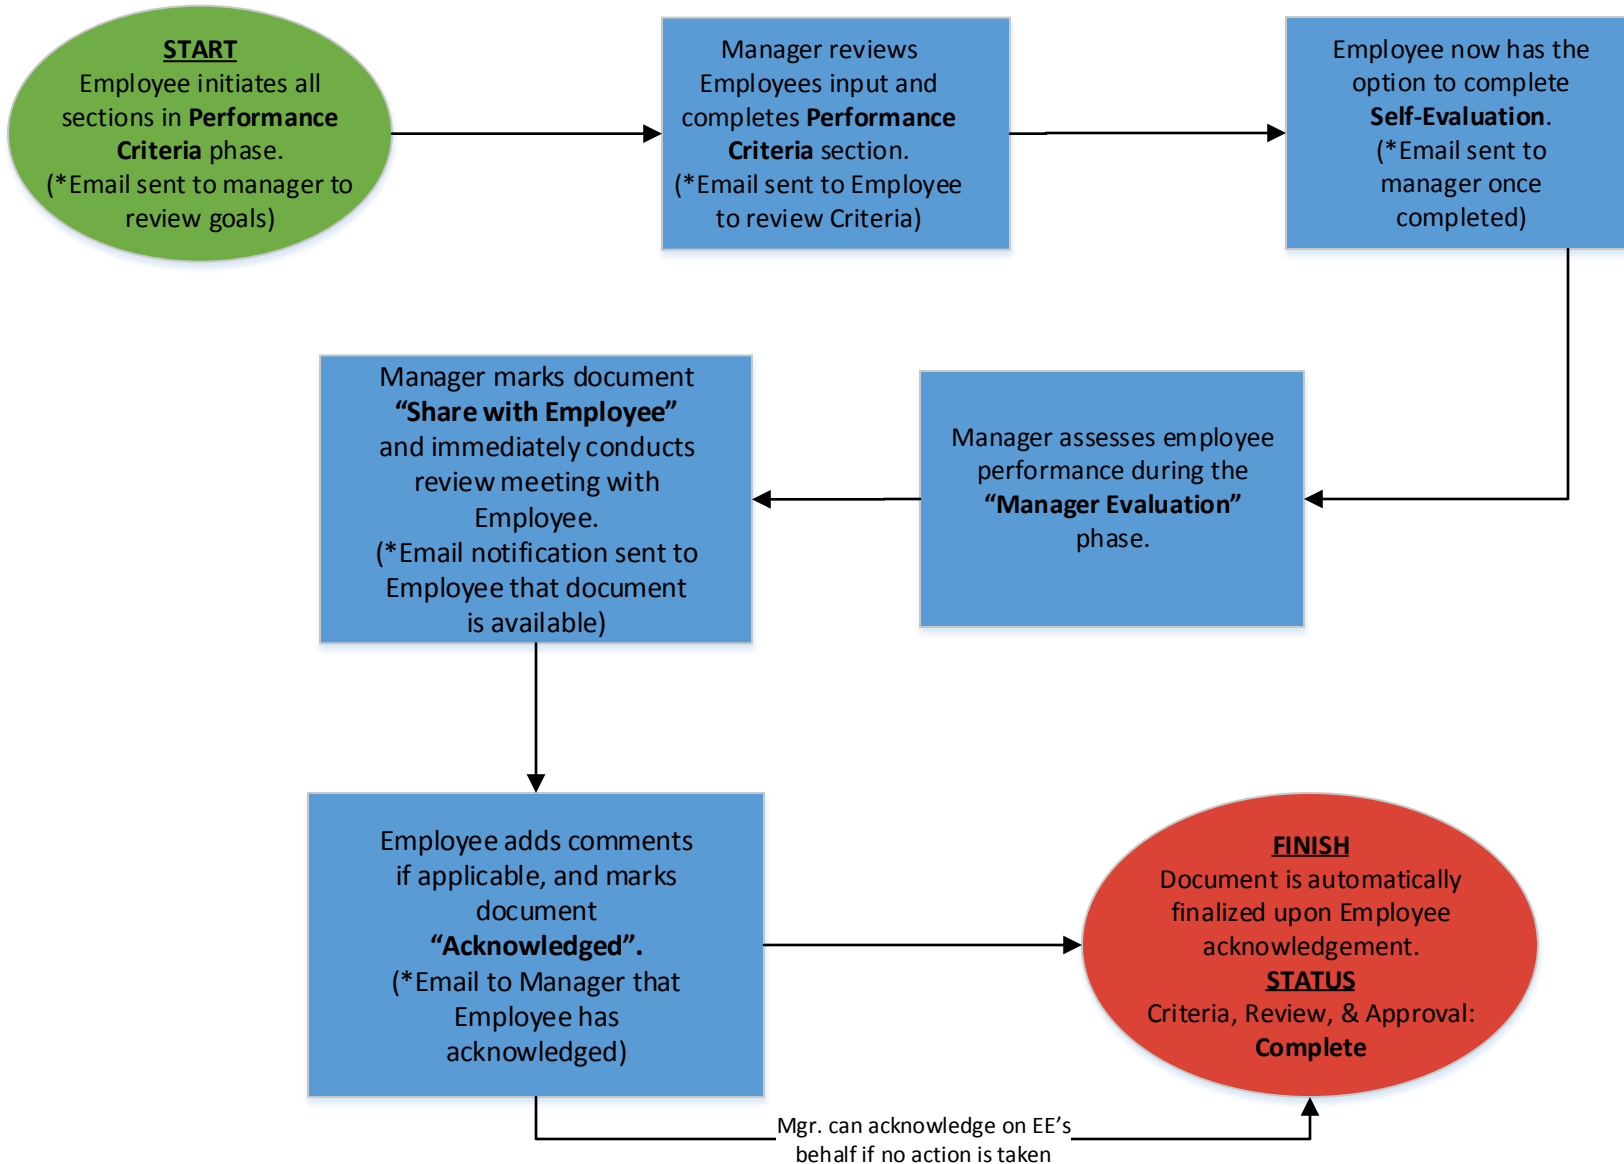 START
Employee initiates all
sections in Performance
Criteria phase.
(*Email sent to manager to
review goals)
Manager reviews
Employees input and
completes Performance
Criteria section.
(*Email sent to Employee
to review Criteria)
Employee now has the
option to complete
Self-Evaluation.
(*Email sent to
manager once
completed)
Manager assesses employee
performance during the
“Manager Evaluation”
phase.
Manager marks document
“Share with Employee”
and immediately conducts
review meeting with
Employee.
(*Email notification sent to
Employee that document
is available)
Employee adds comments
if applicable, and marks
document
“Acknowledged”.
(*Email to Manager that
Employee has
acknowledged)
Mgr. can acknowledge on EE’s
behalf if no action is taken
FINISH
Document is automatically
finalized upon Employee
acknowledgement.
STATUS
Criteria, Review, & Approval:
Complete